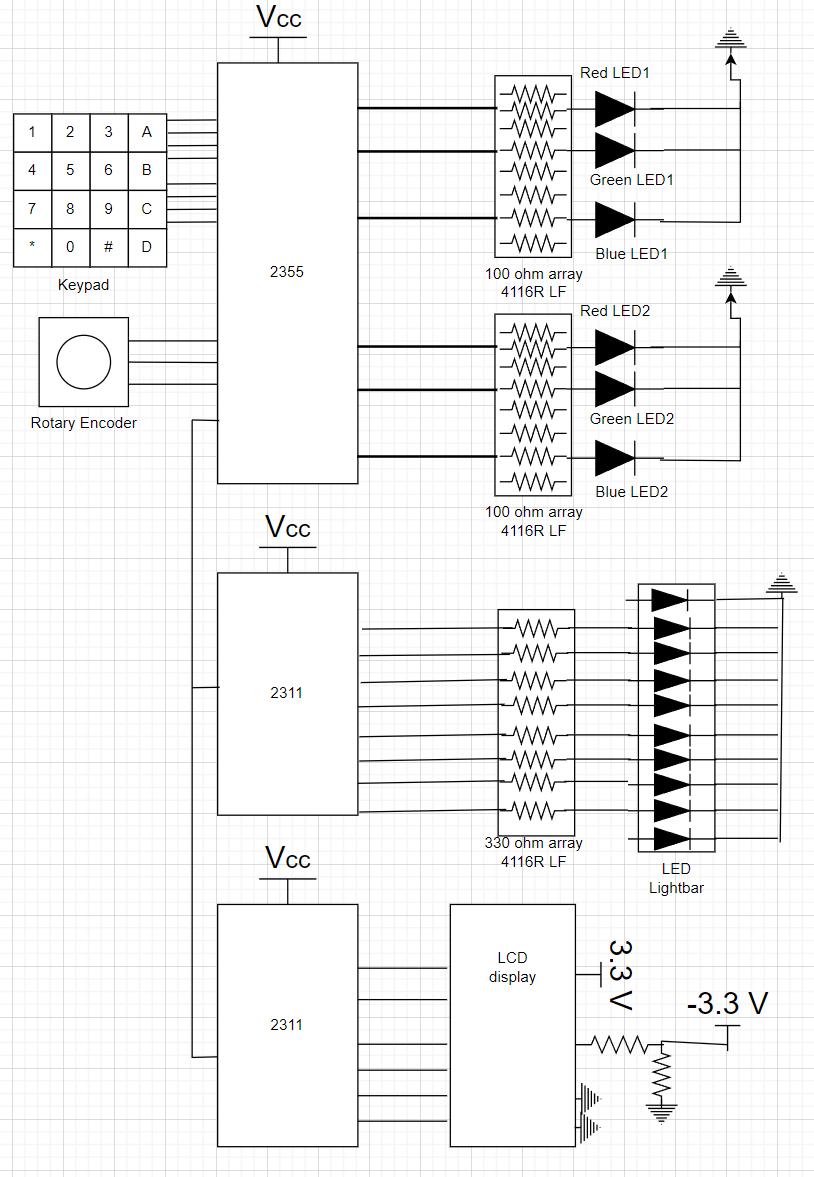 Vcc
1 2 3 A
4 5 6 B
7 8 9 C
* 0 # D
Keypad
Rotary Encoder
2355
Red LED1
Green LED1
Blue LED1
100 ohm array
4116R LF
Red LED2
Green LED2
Blue LED2
100 ohm array
4116R LF
Vcc
2311
330 ohm array
4116R LF
LED
Lightbar
Vcc
2311
LCD
display
3.3 V
-3.3 V